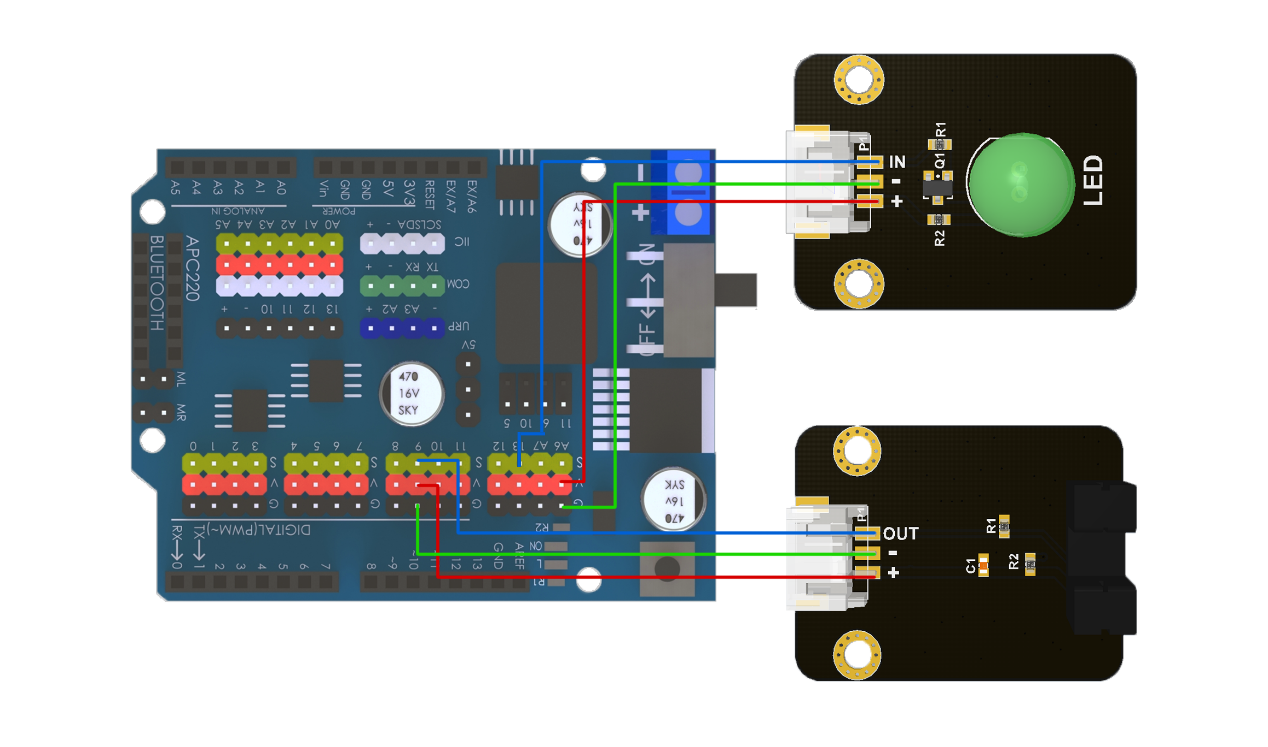 A5 A4 A3 A2 A1 A0
Vin GND GND 5V 3V3 RESET EX/A7 EX/A6
ANALOG IN
POWER
A5 A4 A3 A2 A1 A0
+ - SDA SCL
IIC
+ - RX TX
COM
+ A2 A3 -
URP
+ - 10 11 12 13
BLUETOOTH
APC220
ML
MR
5V
470
16V
SKY
SKY
16v
470
- +
OFF ON
5 10 9 11
0 1 2 3
4 5 6 7
8 9 10 11
12 13 A7 A6
S
V
G
S
V
G
DIGITAL(PWM~)
RX 0
TX 1
2 3 4 5 6 7
8 ~9 ~10 ~11 12 13 GND AREF
R2
ON
L
R1
SYK
16v
470
P1
IN
-
+
R1
Q1
R2
LED
P1
OUT
-
+
R1
C1
R2